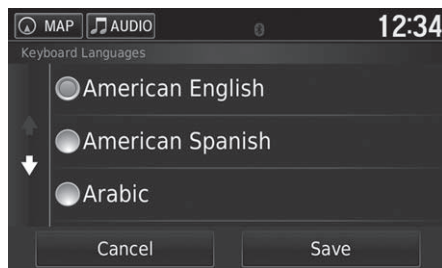 MAP AUDIO 12:34
Keyboard Languages
American English
American Spanish
Arabic
Cancel Save